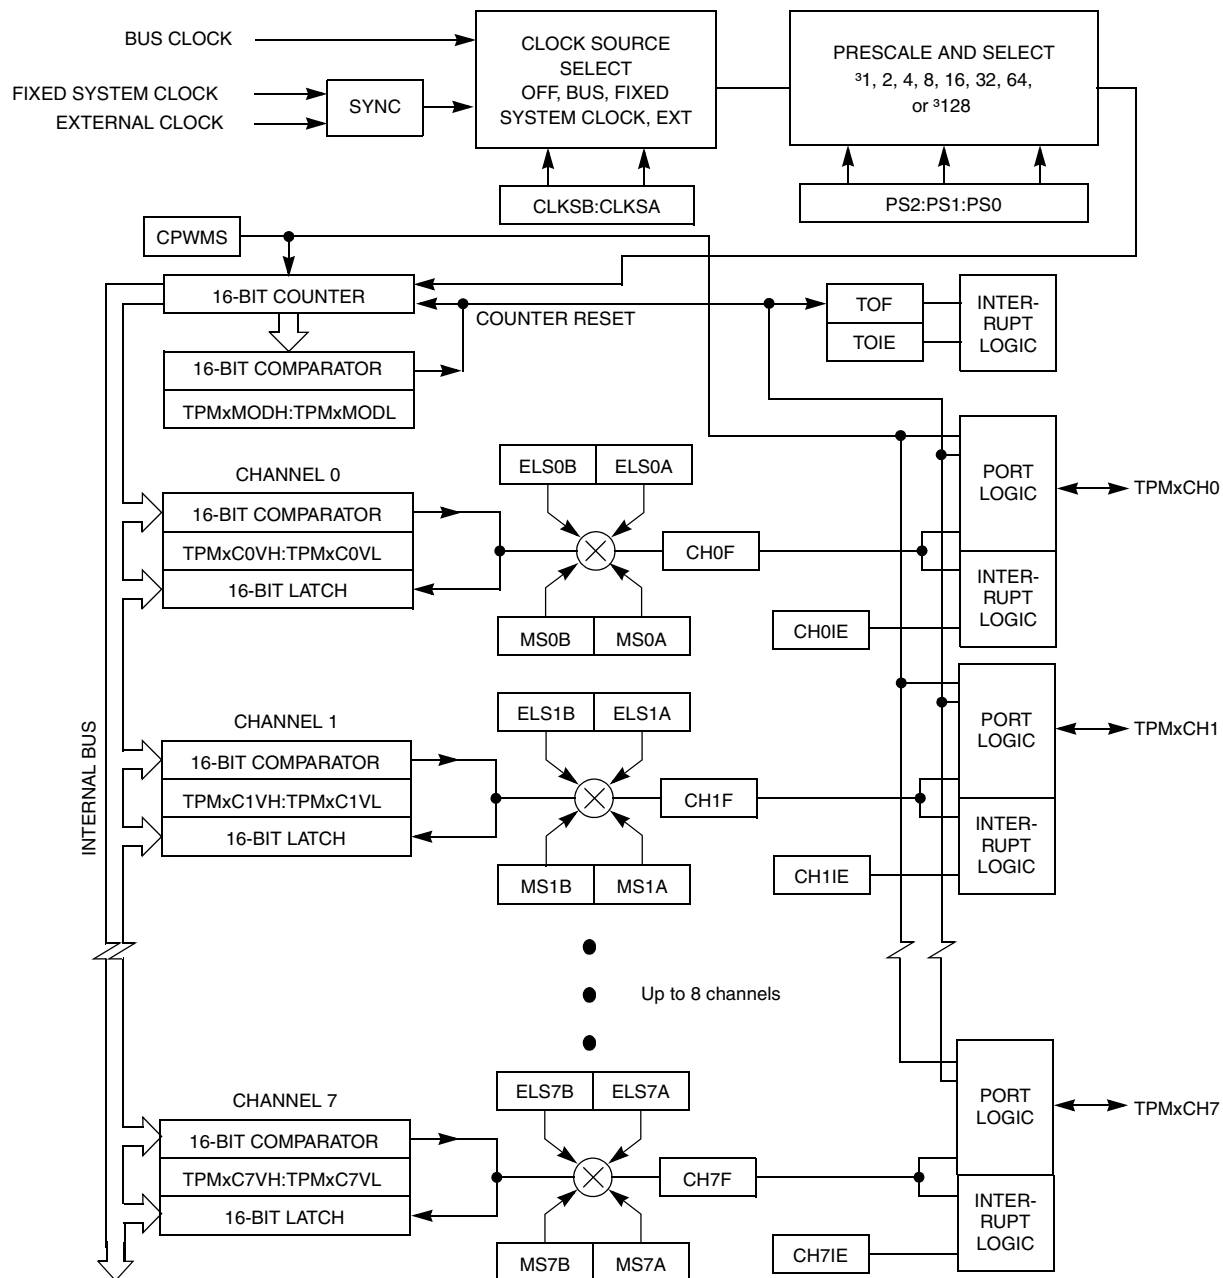 BUS CLOCK
FIXED SYSTEM CLOCK
EXTERNAL CLOCK
SYNC
CLOCK SOURCE
SELECT
OFF, BUS, FIXED
SYSTEM CLOCK, EXT
PRESCALE AND SELECT
³1, 2, 4, 8, 16, 32, 64,
or ³128
CLKSB:CLKSA
PS2:PS1:PS0
CPWMS
16-BIT COUNTER
COUNTER RESET
TOF
TOIE
INTER-
RUPT
LOGIC
16-BIT COMPARATOR
TPMxMODH:TPMxMODL
CHANNEL 0
16-BIT COMPARATOR
TPMxC0VH:TPMxC0VL
16-BIT LATCH
ELS0B
ELS0A
MS0B
MS0A
CH0F
CH0IE
PORT
LOGIC
INTER-
RUPT
LOGIC
TPMxCH0
INTERNAL BUS
CHANNEL 1
16-BIT COMPARATOR
TPMxC1VH:TPMxC1VL
16-BIT LATCH
ELS1B
ELS1A
MS1B
MS1A
CH1F
CH1IE
PORT
LOGIC
INTER-
RUPT
LOGIC
TPMxCH1
Up to 8 channels
CHANNEL 7
16-BIT COMPARATOR
TPMxC7VH:TPMxC7VL
16-BIT LATCH
ELS7B
ELS7A
MS7B
MS7A
CH7F
CH7IE
PORT
LOGIC
INTER-
RUPT
LOGIC
TPMxCH7